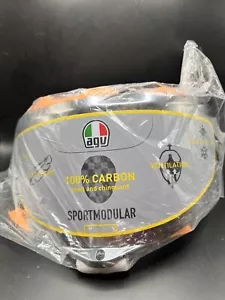 AGV
100% CARBON
shell and chinguard
VENTILATION
SPORTMODULAR